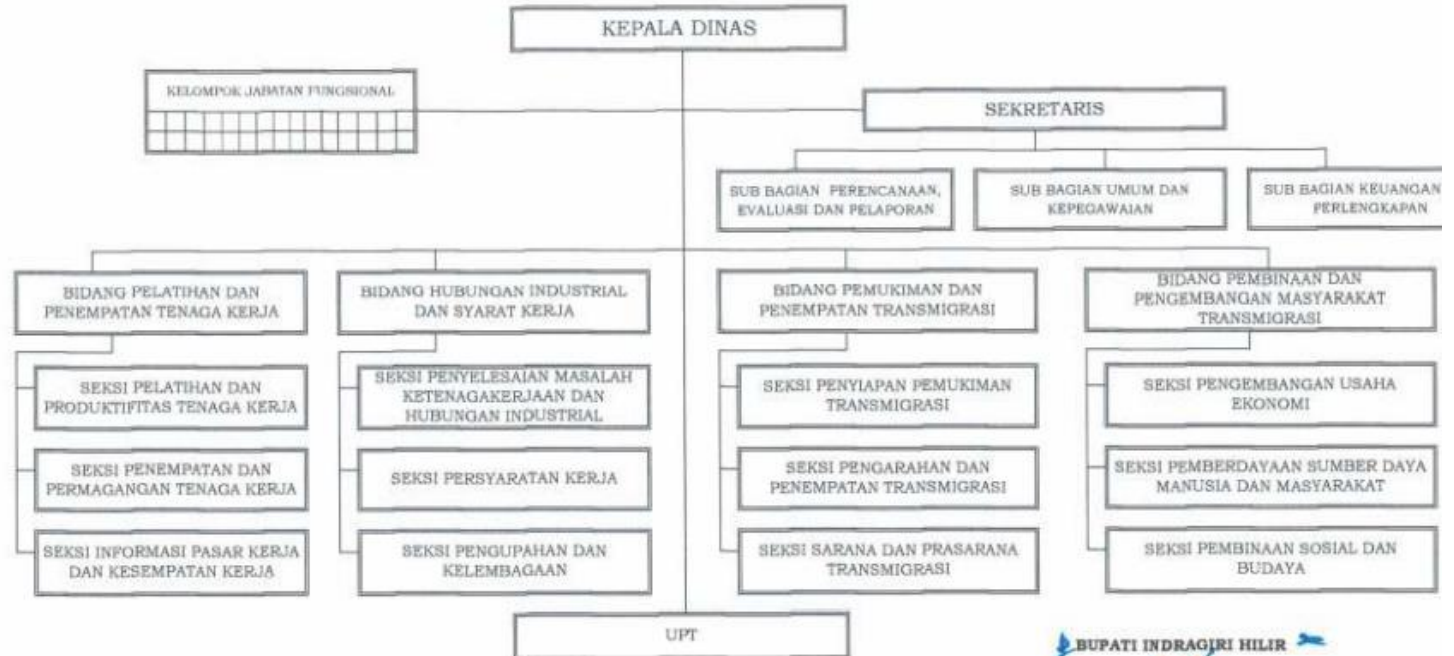 KEPALA DINAS
KELOMPOK JABATAN FUNGSIONAL
SEKRETARIS
SUB BAGIAN PERENCANAAN,
EVALUASI DAN PELAPORAN
SUB BAGIAN UMUM DAN
KEPEGAWAIAN
SUB BAGIAN KEUANGAN
PERLENGKAPAN
BIDANG PELATIHAN DAN
PENEMPATAN TENAGA KERJA
BIDANG HUBUNGAN INDUSTRIAL
DAN SYARAT KERJA
BIDANG PEMUKIMAN DAN
PENEMPATAN TRANSMIGRASI
BIDANG PEMBINAAN DAN
PENGEMBANGAN MASYARAKAT
TRANSMIGRASI
SEKSI PELATIHAN DAN
PRODUKTIFITAS TENAGA KERJA
SEKSI PENYELESAIAN MASALAH
KETENAGAKERJAAN DAN
HUBUNGAN INDUSTRIAL
SEKSI PENYIAPAN PEMUKIMAN
TRANSMIGRASI
SEKSI PENGEMBANGAN USAHA
EKONOMI
SEKSI PENEMPATAN DAN
PERMAGANGAN TENAGA KERJA
SEKSI PERSYARATAN KERJA
SEKSI PENGARAHAN DAN
PENEMPATAN TRANSMIGRASI
SEKSI PEMBERDAYAAN SUMBER DAYA
MANUSIA DAN MASYARAKAT
SEKSI INFORMASI PASAR KERJA
DAN KESEMPATAN KERJA
SEKSI PENGUPAHAN DAN
KELEMBAGAAN
SEKSI SARANA DAN PRASARANA
TRANSMIGRASI
SEKSI PEMBINAAN SOSIAL DAN
BUDAYA
UPT
BUPATI INDRAGIRI HILIR